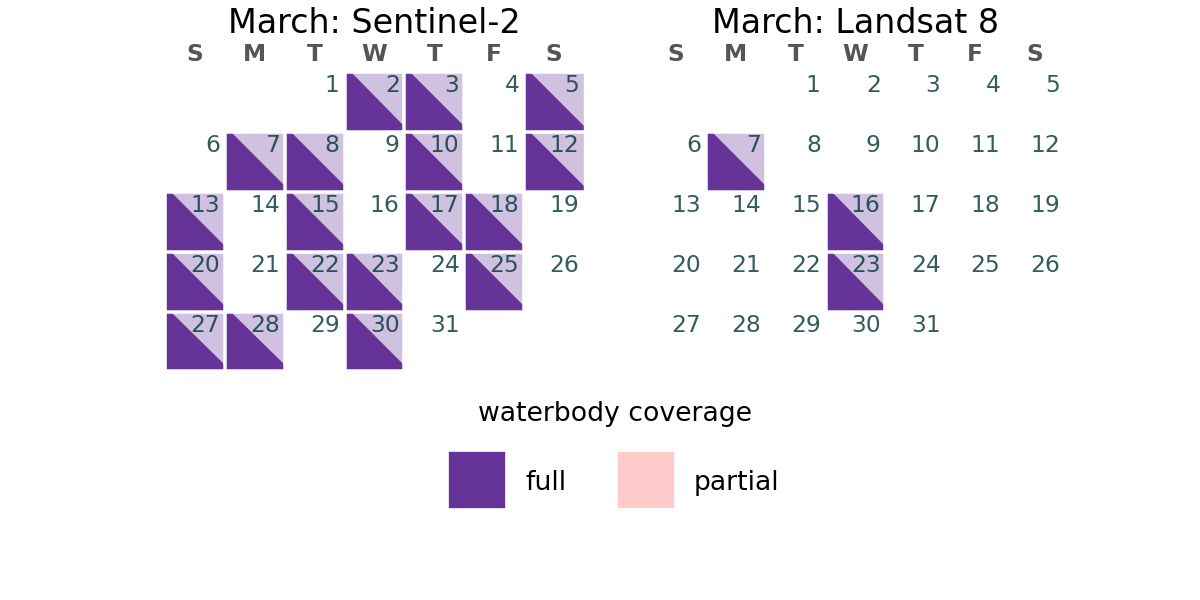 March: Sentinel-2
S M T W T F S
1 2 3 4 5
6 7 8 9 10 11 12
13 14 15 16 17 18 19
20 21 22 23 24 25 26
27 28 29 30 31
March: Landsat 8
S M T W T F S
1 2 3 4 5
6 7 8 9 10 11 12
13 14 15 16 17 18 19
20 21 22 23 24 25 26
27 28 29 30 31
waterbody coverage
full partial